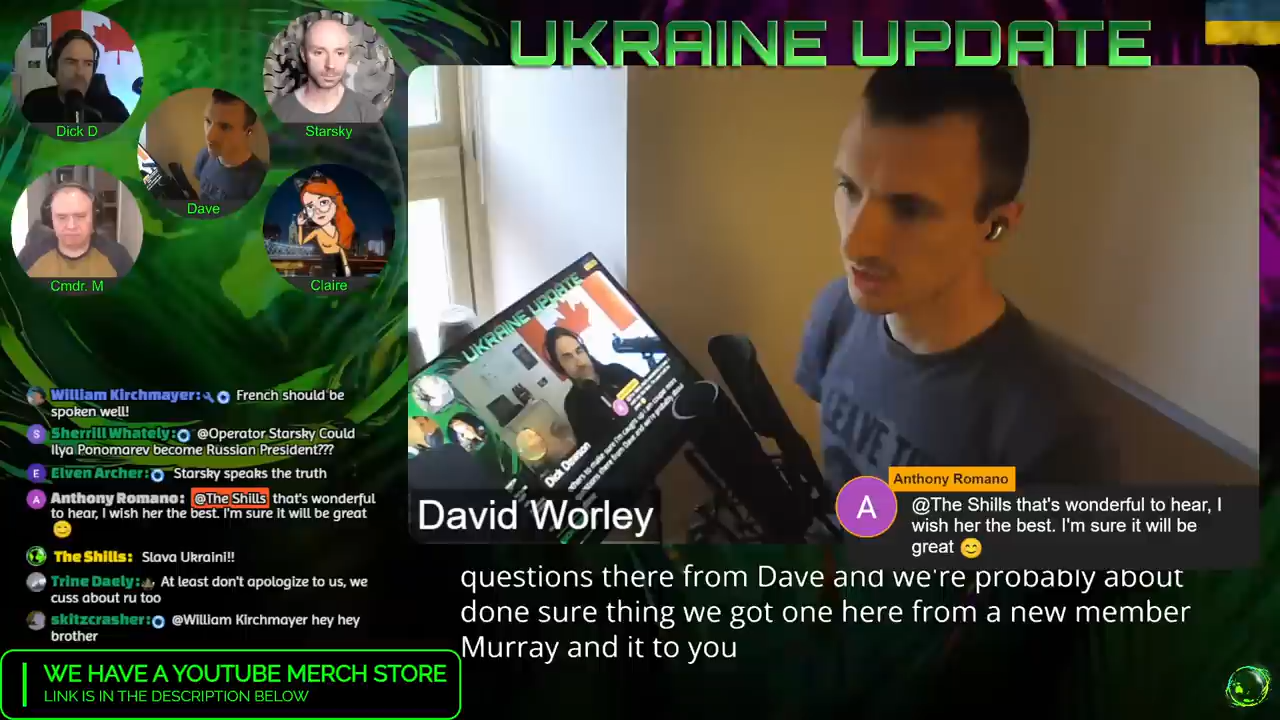 UKRAINE UPDATE
Dick D
Starsky
Dave
Cmdr. M
Claire
William Kirchmayer: French should be
spoken well!
S Sherrill Whately: @Operator Starsky Could
Ilya Ponomarev become Russian President???
E Elven Archer: Starsky speaks the truth
A Anthony Romano: @The Shills that's wonderful
to hear, I wish her the best. I'm sure it will be great
😊
The Shills: Slava Ukraini!!
Trine Daely: At least don't apologize to us, we
cuss about ru too
skitzcrasher: @William Kirchmayer hey hey
brother
WE HAVE A YOUTUBE MERCH STORE
LINK IS IN THE DESCRIPTION BELOW
UKRAINE UPDATE
Dick Dawson
LEAVE
David Worley
Anthony Romano
A
@The Shills that's wonderful to hear, I
wish her the best. I'm sure it will be
great 😊
questions there from Dave and we're probably about
done sure thing we got one here from a new member
Murray and it to you